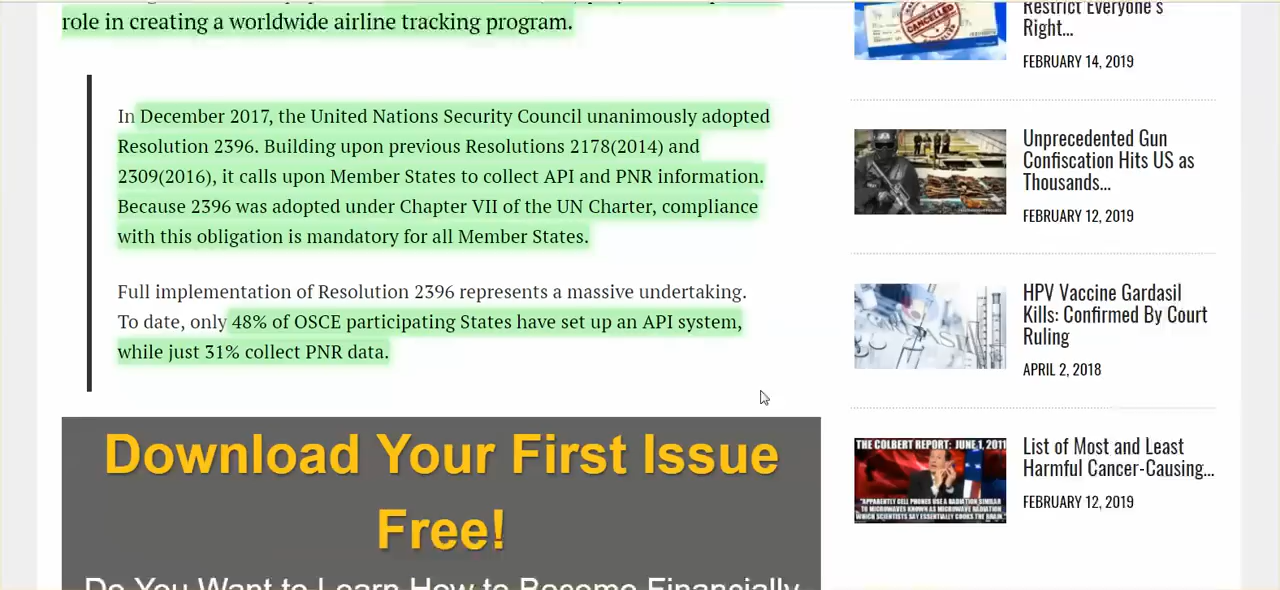 role in creating a worldwide airline tracking program.
In December 2017, the United Nations Security Council unanimously adopted
Resolution 2396. Building upon previous Resolutions 2178(2014) and
2309(2016), it calls upon Member States to collect API and PNR information.
Because 2396 was adopted under Chapter VII of the UN Charter, compliance
with this obligation is mandatory for all Member States.
Full implementation of Resolution 2396 represents a massive undertaking.
To date, only 48% of OSCE participating States have set up an API system,
while just 31% collect PNR data.
Download Your First Issue
Free!
Do You Want to Learn How to Become Financially
CANCELLED
Restrict Everyone's
Right...
FEBRUARY 14, 2019
Unprecedented Gun
Confiscation Hits US as
Thousands...
FEBRUARY 12, 2019
HPV Vaccine Gardasil
Kills: Confirmed By Court
Ruling
APRIL 2, 2018
THE COLBERT REPORT: JUNE 1, 2011
"APPARENTLY CELL PHONES USE A RADIATION SIMILAR
TO MICROWAVES KNOWN AS MICROWAVE RADIATION
WHICH SCIENTISTS SAY ESSENTIALLY COOKS THE BRAIN."
List of Most and Least
Harmful Cancer-Causing...
FEBRUARY 12, 2019